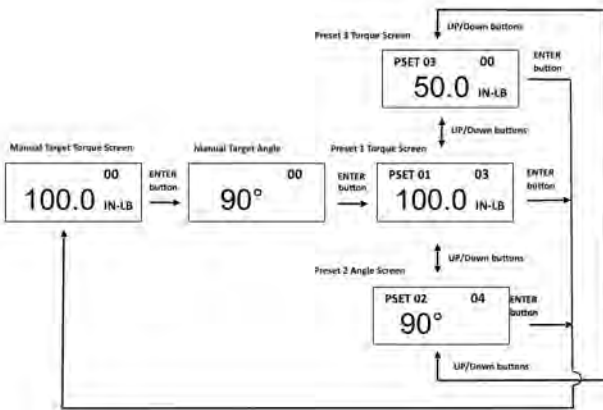 UP/Down buttons
Preset 3 Torque Screen
PSET 03 00
50.0 IN-LB
ENTER
button
UP/Down buttons
Manual Target Torque Screen
00
100.0 IN-LB
ENTER
button
Manual Target Angle
00
90°
ENTER
button
Preset 1 Torque Screen
PSET 01 03
100.0 IN-LB
ENTER
button
UP/Down buttons
Preset 2 Angle Screen
PSET 02 04
90°
ENTER
button
UP/Down buttons